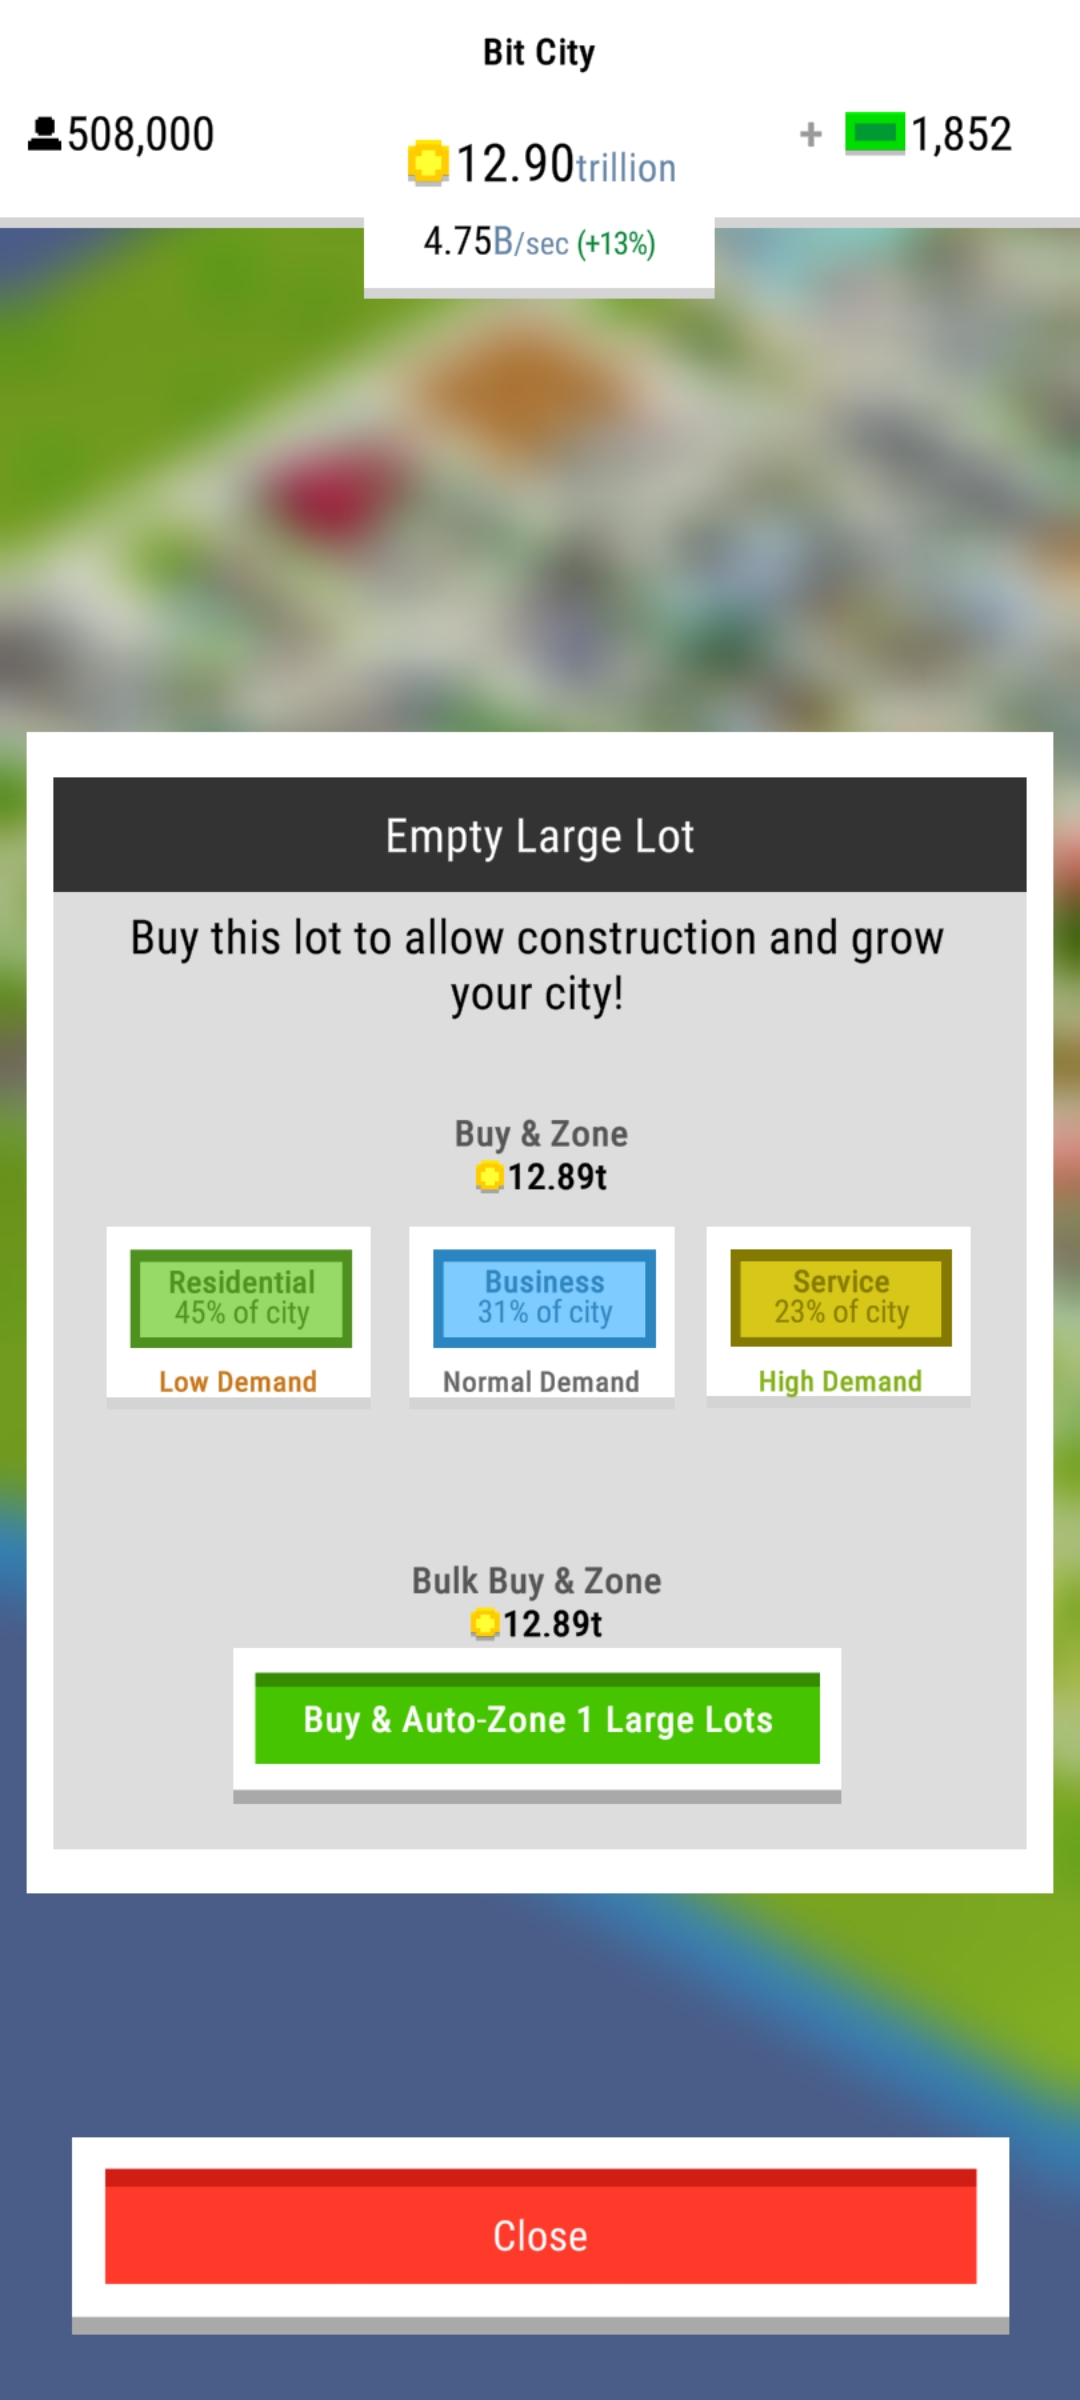 Bit City
508,000
12.90trillion
+ 1,852
4.75B/sec (+13%)
Empty Large Lot
Buy this lot to allow construction and grow
your city!
Buy & Zone
12.89t
Residential
45% of city
Low Demand
Business
31% of city
Normal Demand
Service
23% of city
High Demand
Bulk Buy & Zone
12.89t
Buy & Auto-Zone 1 Large Lots
Close